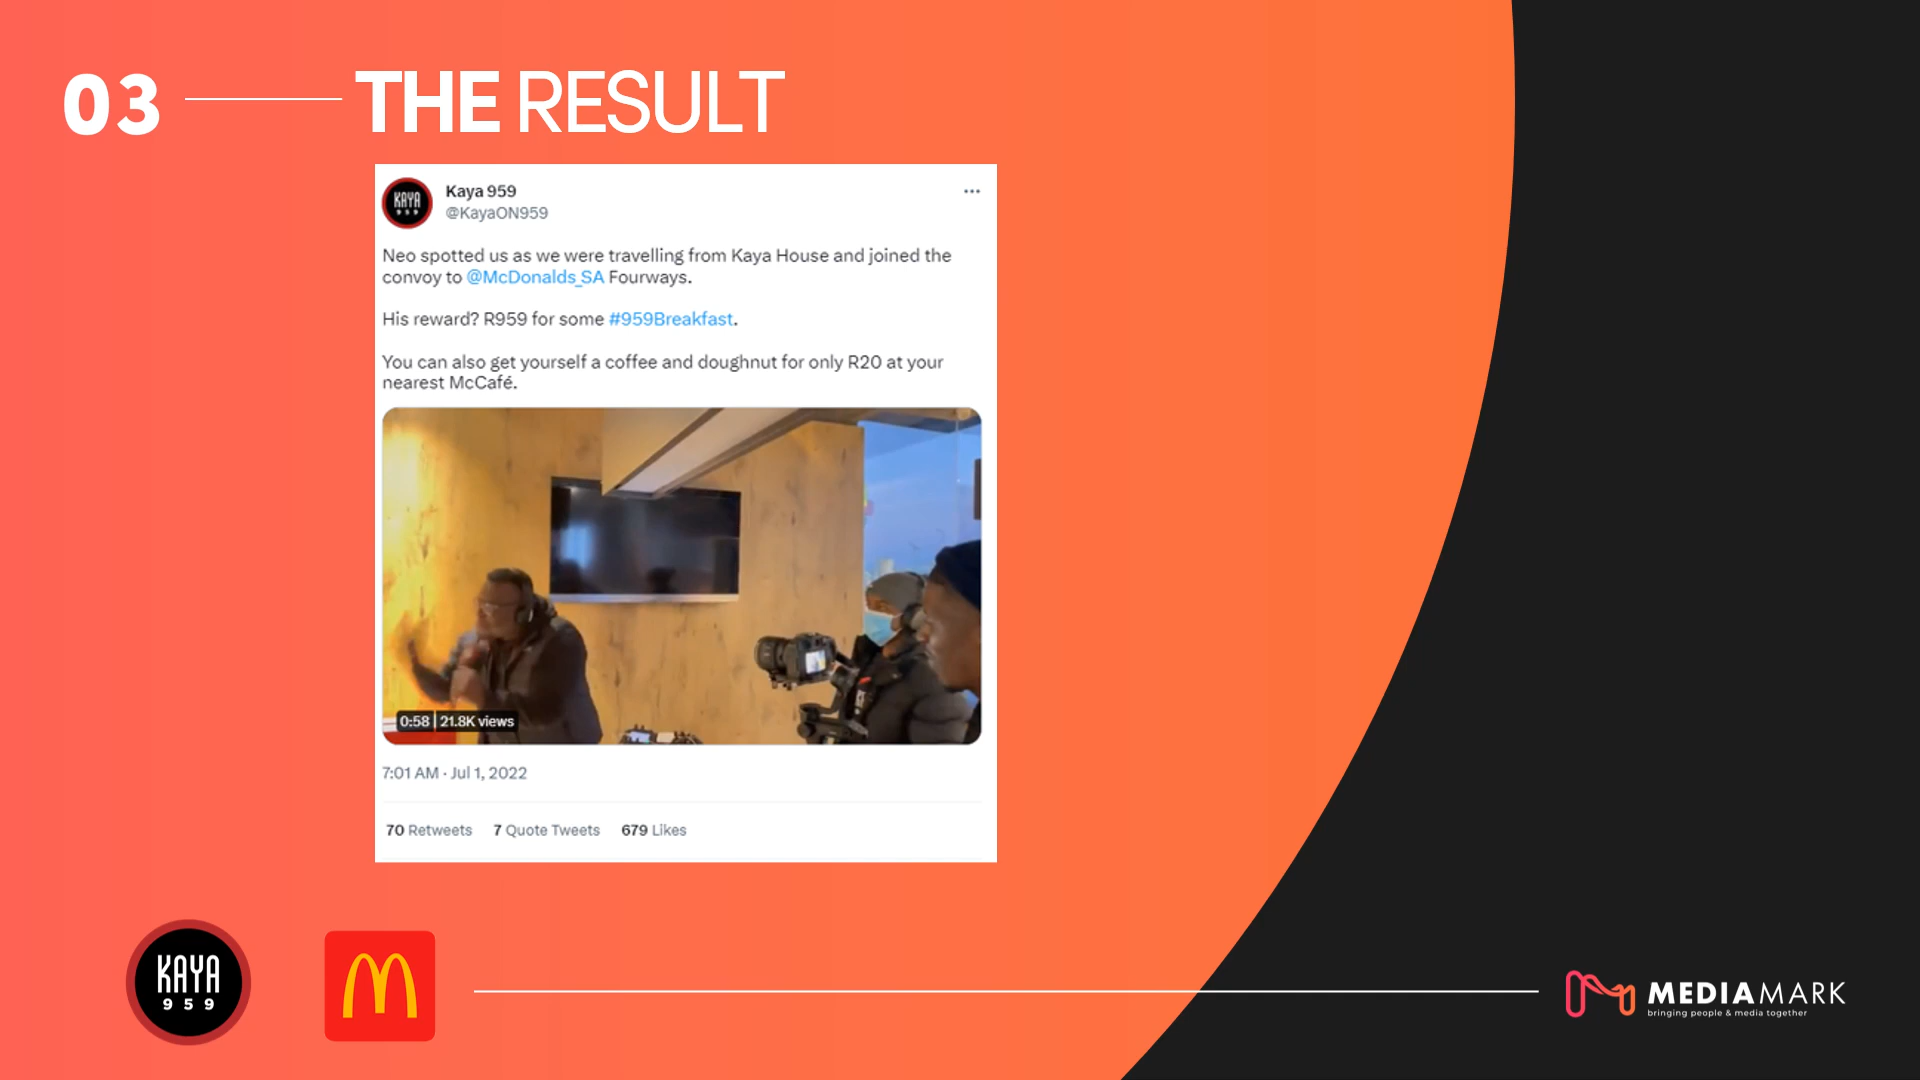 03 THE RESULT
KAYA
959
Kaya 959
@KayaON959
Neo spotted us as we were travelling from Kaya House and joined the
convoy to @McDonalds_SA Fourways.
His reward? R959 for some #959Breakfast.
You can also get yourself a coffee and doughnut for only R20 at your
nearest McCafé.
0:58 | 21.8K views
7:01 AM · Jul 1, 2022
70 Retweets 7 Quote Tweets 679 Likes
KAYA
959
MEDIAMARK
bringing people & media together